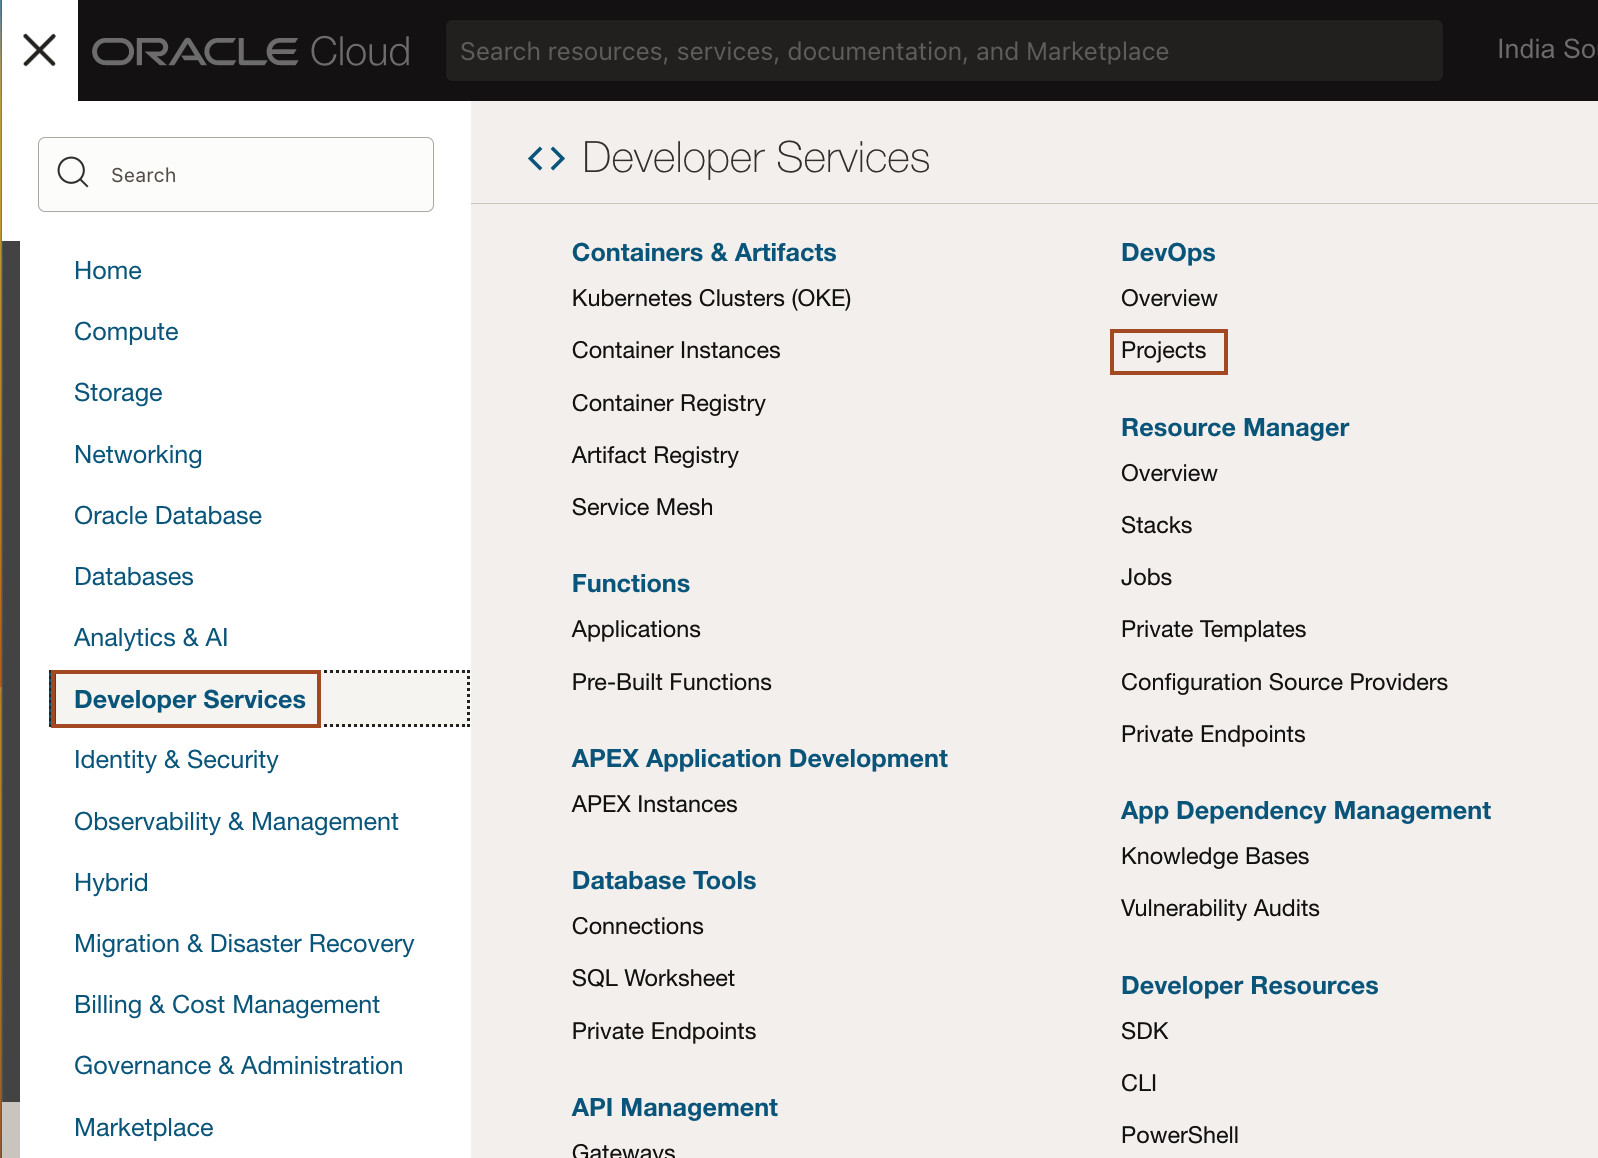 ORACLE Cloud
Search resources, services, documentation, and Marketplace
India So
Search
Home
Compute
Storage
Networking
Oracle Database
Databases
Analytics & AI
Developer Services
Identity & Security
Observability & Management
Hybrid
Migration & Disaster Recovery
Billing & Cost Management
Governance & Administration
Marketplace
Developer Services
Containers & Artifacts
Kubernetes Clusters (OKE)
Container Instances
Container Registry
Artifact Registry
Service Mesh
Functions
Applications
Pre-Built Functions
APEX Application Development
APEX Instances
Database Tools
Connections
SQL Worksheet
Private Endpoints
API Management
Gateways
DevOps
Overview
Projects
Resource Manager
Overview
Stacks
Jobs
Private Templates
Configuration Source Providers
Private Endpoints
App Dependency Management
Knowledge Bases
Vulnerability Audits
Developer Resources
SDK
CLI
PowerShell